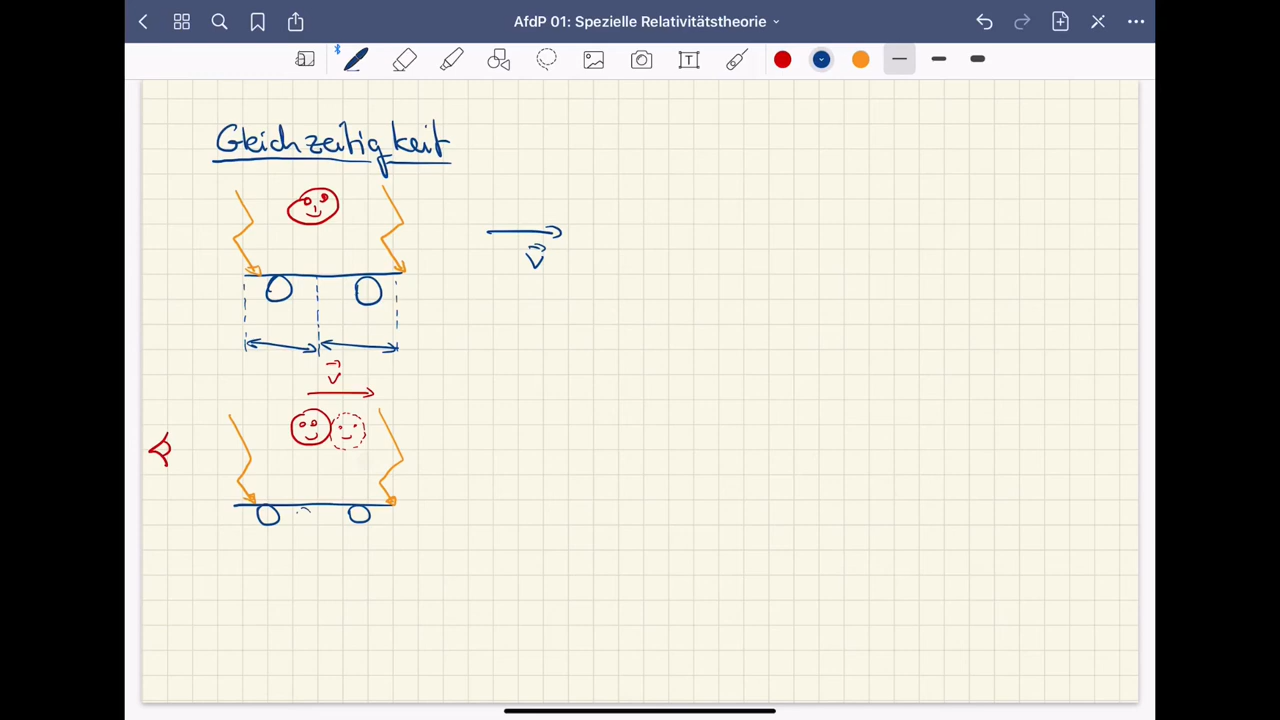 AfdP 01: Spezielle Relativitätstheorie
T
Gleichzeitigkeit
v⃗
v⃗